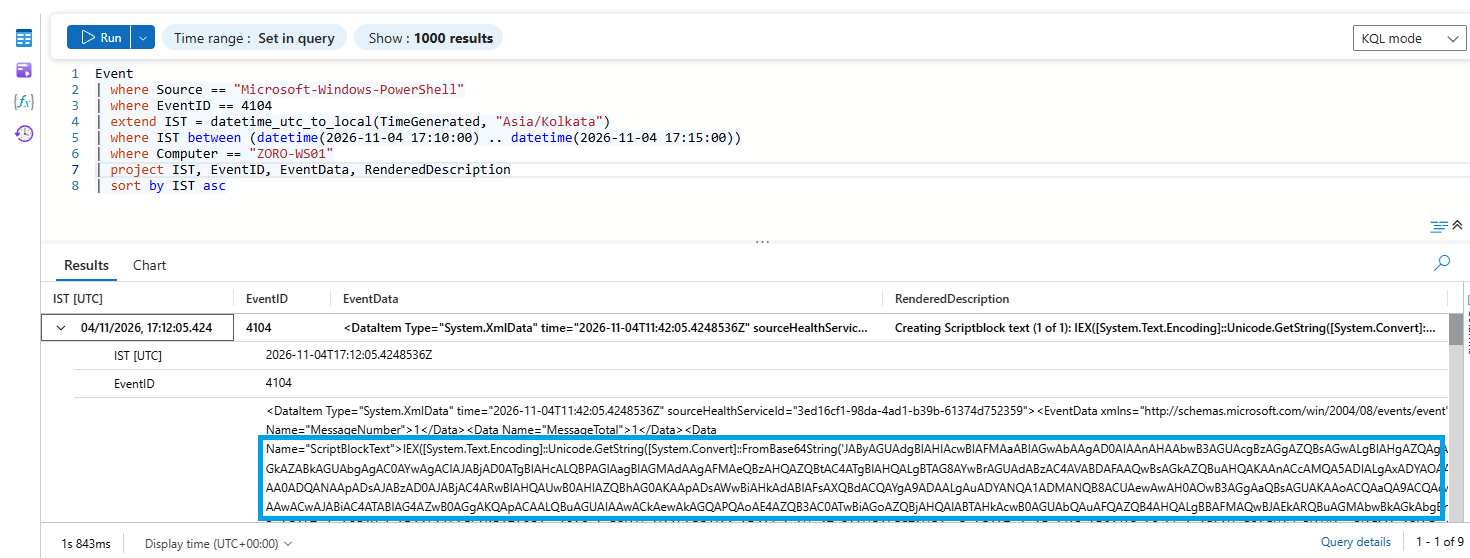 Run
Time range : Set in query
Show : 1000 results
KQL mode
1 Event
2 | where Source == "Microsoft-Windows-PowerShell"
3 | where EventID == 4104
4 | extend IST = datetime_utc_to_local(TimeGenerated, "Asia/Kolkata")
5 | where IST between (datetime(2026-11-04 17:10:00) .. datetime(2026-11-04 17:15:00))
6 | where Computer == "ZORO-WS01"
7 | project IST, EventID, EventData, RenderedDescription
8 | sort by IST asc
Results Chart
IST [UTC] EventID EventData RenderedDescription
04/11/2026, 17:12:05.424 4104 <DataItem Type="System.XmlData" time="2026-11-04T11:42:05.4248536Z" sourceHealthServic... Creating Scriptblock text (1 of 1): IEX([System.Text.Encoding]::Unicode.GetString([System.Convert]:...
IST [UTC] 2026-11-04T17:12:05.4248536Z
EventID 4104
<DataItem Type="System.XmlData" time="2026-11-04T11:42:05.4248536Z" sourceHealthServiceId="3ed16cf1-98da-4ad1-b39b-61374d752359"><EventData xmlns="http://schemas.microsoft.com/win/2004/08/events/event"
Name="MessageNumber">1</Data><Data Name="MessageTotal">1</Data><Data
Name="ScriptBlockText">IEX([System.Text.Encoding]::Unicode.GetString([System.Convert]::FromBase64String('
1s 843ms
Display time (UTC+00:00)
Query details
1 - 1 of 9